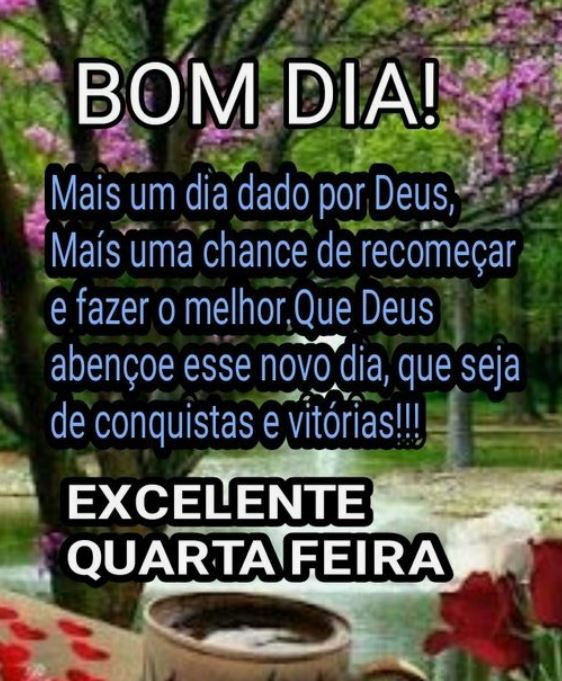 BOM DIA!
Mais um dia dado por Deus,
Maís uma chance de recomeçar
e fazer o melhor.Que Deus
abençoe esse novo dia, que seja
de conquistas e vitórias!!!
EXCELENTE
QUARTA FEIRA